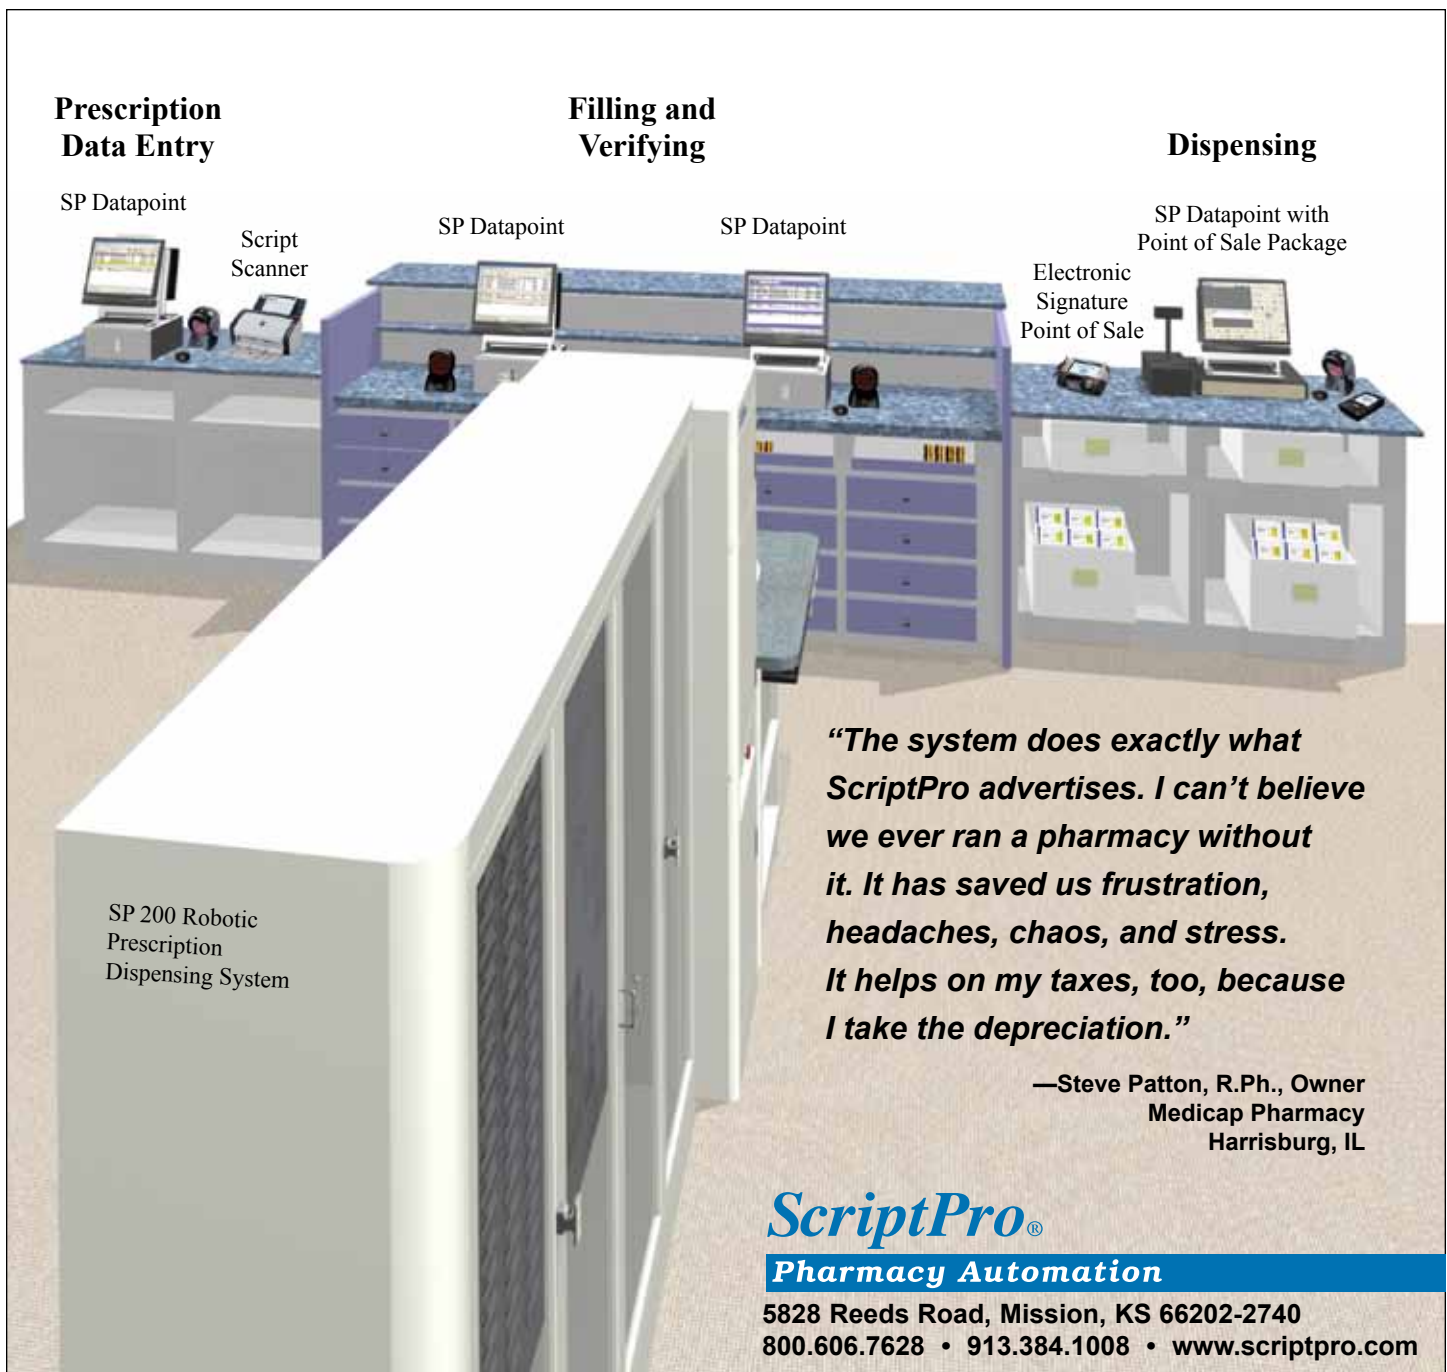 Prescription
Data Entry
Filling and
Verifying
Dispensing
SP Datapoint
Script
Scanner
SP Datapoint
SP Datapoint
SP Datapoint with
Point of Sale Package
Electronic
Signature
Point of Sale
SP 200 Robotic
Prescription
Dispensing System
“The system does exactly what
ScriptPro advertises. I can’t believe
we ever ran a pharmacy without
it. It has saved us frustration,
headaches, chaos, and stress.
It helps on my taxes, too, because
I take the depreciation.”
—Steve Patton, R.Ph., Owner
Medicap Pharmacy
Harrisburg, IL
ScriptPro®
Pharmacy Automation
5828 Reeds Road, Mission, KS 66202-2740
800.606.7628 • 913.384.1008 • www.scriptpro.com